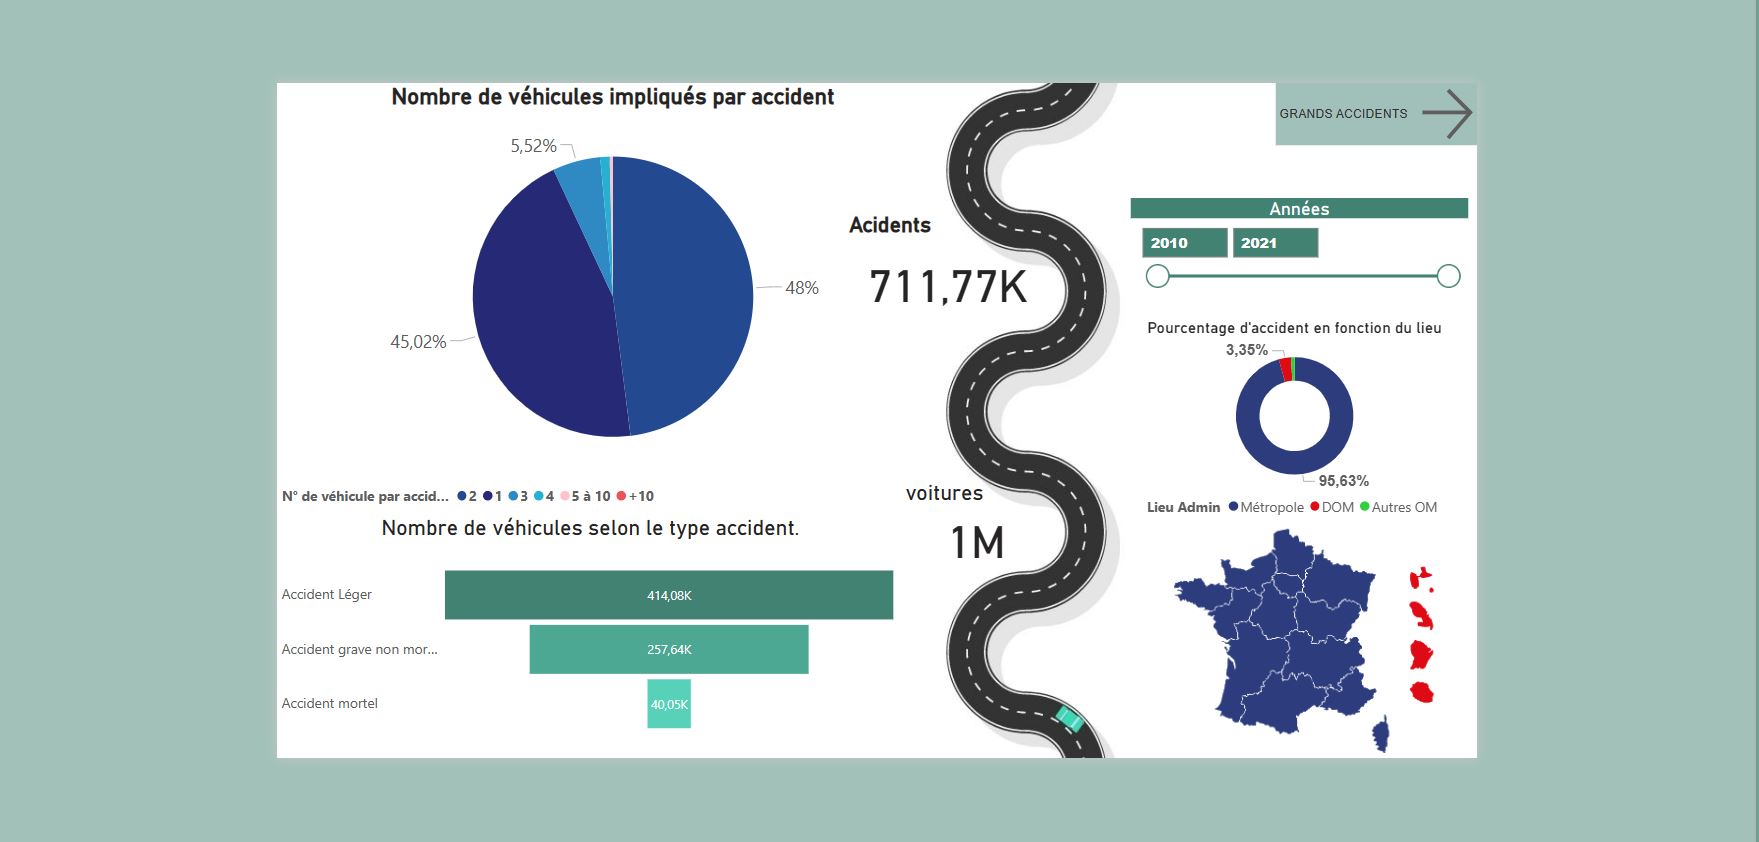 Nombre de véhicules impliqués par accident
5,52%
48%
45,02%
N° de véhicule par accid... 2 1 3 4 5 à 10 +10
Nombre de véhicules selon le type accident.
Accident Léger 414,08K
Accident grave non mor... 257,64K
Accident mortel 40,05K
Acidents
711,77K
voitures
1M
GRANDS ACCIDENTS
Années
2010 2021
Pourcentage d'accident en fonction du lieu
3,35%
95,63%
Lieu Admin Métropole DOM Autres OM